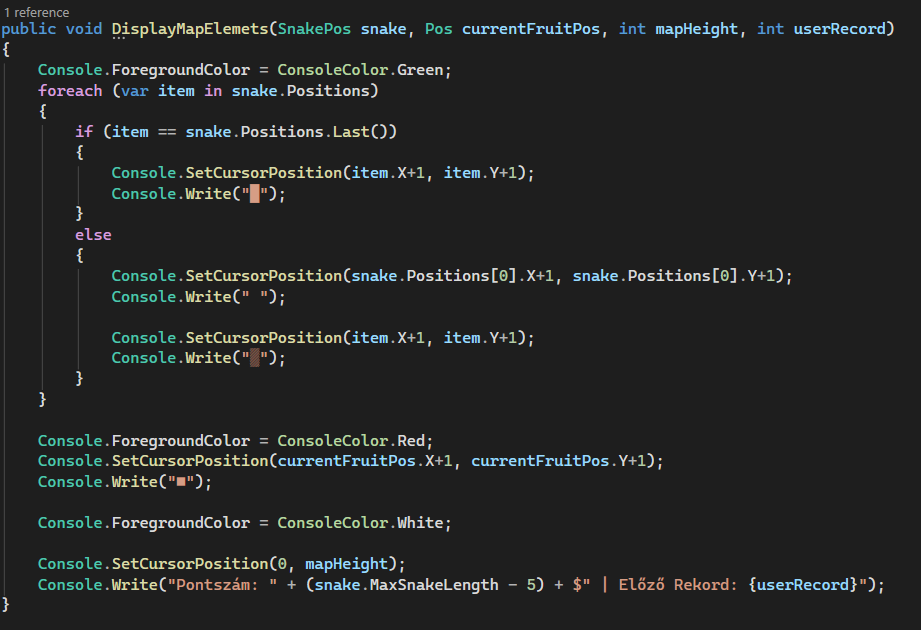 1 reference
public void DisplayMapElemets(SnakePos snake, Pos currentFruitPos, int mapHeight, int userRecord)
{
    Console.ForegroundColor = ConsoleColor.Green;
    foreach (var item in snake.Positions)
    {
        if (item == snake.Positions.Last())
        {
            Console.SetCursorPosition(item.X+1, item.Y+1);
            Console.Write("█");
        }
        else
        {
            Console.SetCursorPosition(snake.Positions[0].X+1, snake.Positions[0].Y+1);
            Console.Write(" ");

            Console.SetCursorPosition(item.X+1, item.Y+1);
            Console.Write("▒");
        }
    }

    Console.ForegroundColor = ConsoleColor.Red;
    Console.SetCursorPosition(currentFruitPos.X+1, currentFruitPos.Y+1);
    Console.Write("■");

    Console.ForegroundColor = ConsoleColor.White;

    Console.SetCursorPosition(0, mapHeight);
    Console.Write("Pontszám: " + (snake.MaxSnakeLength - 5) + $" | Előző Rekord: {userRecord}");
}